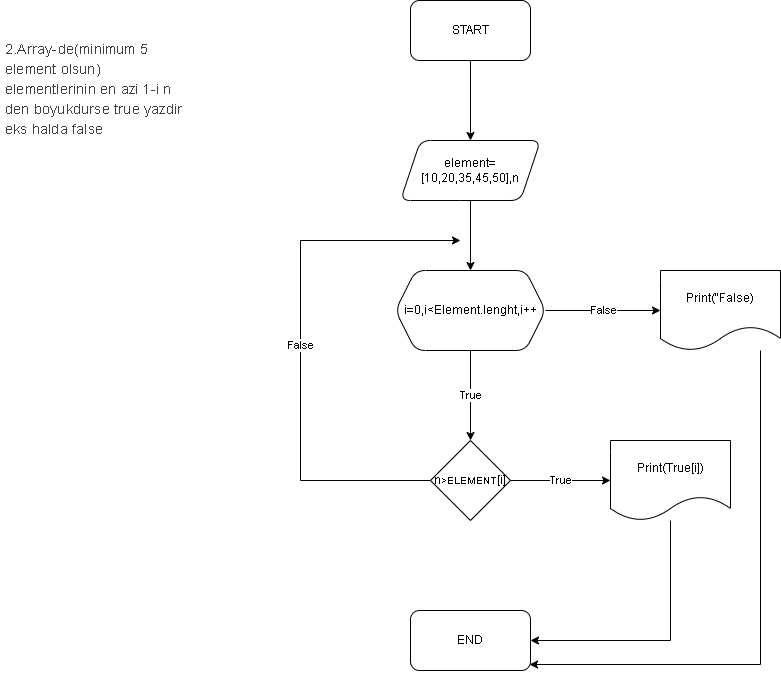 START
2.Array-de(minimum 5
element olsun)
elementlerinin en azi 1-i n
den boyukdurse true yazdir
eks halda false
element=
[10,20,35,45,50],n
i=0,i<Element.lenght,i++
False
Print("False)
False
True
n>ELEMENT[i]
True
Print(True[i])
END